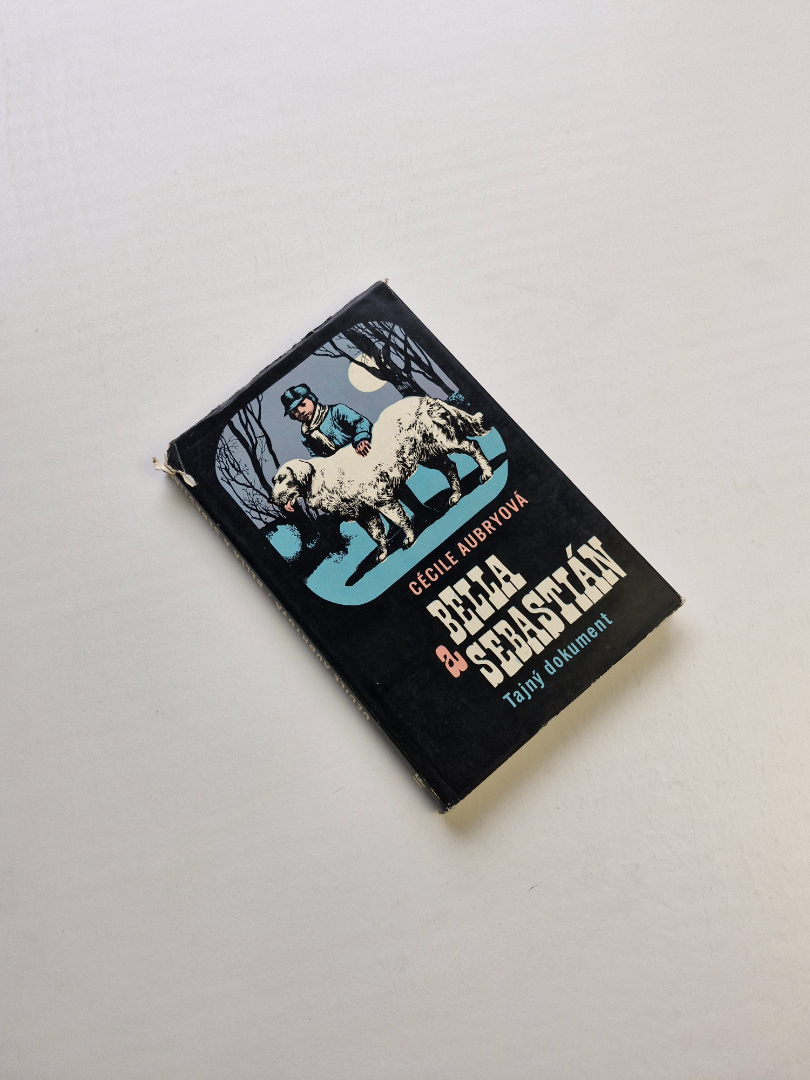 CÉCILE AUBRYOVÁ
BELLA
a SEBASTIÁN
Tajný dokument